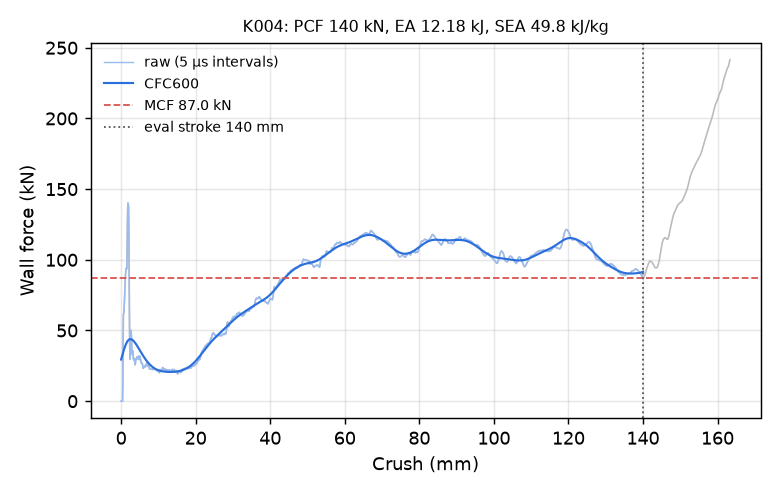 K004: PCF 140 kN, EA 12.18 kJ, SEA 49.8 kJ/kg
raw (5 µs intervals)
CFC600
MCF 87.0 kN
eval stroke 140 mm
Wall force (kN)
250
200
150
100
50
0
0 20 40 60 80 100 120 140 160
Crush (mm)